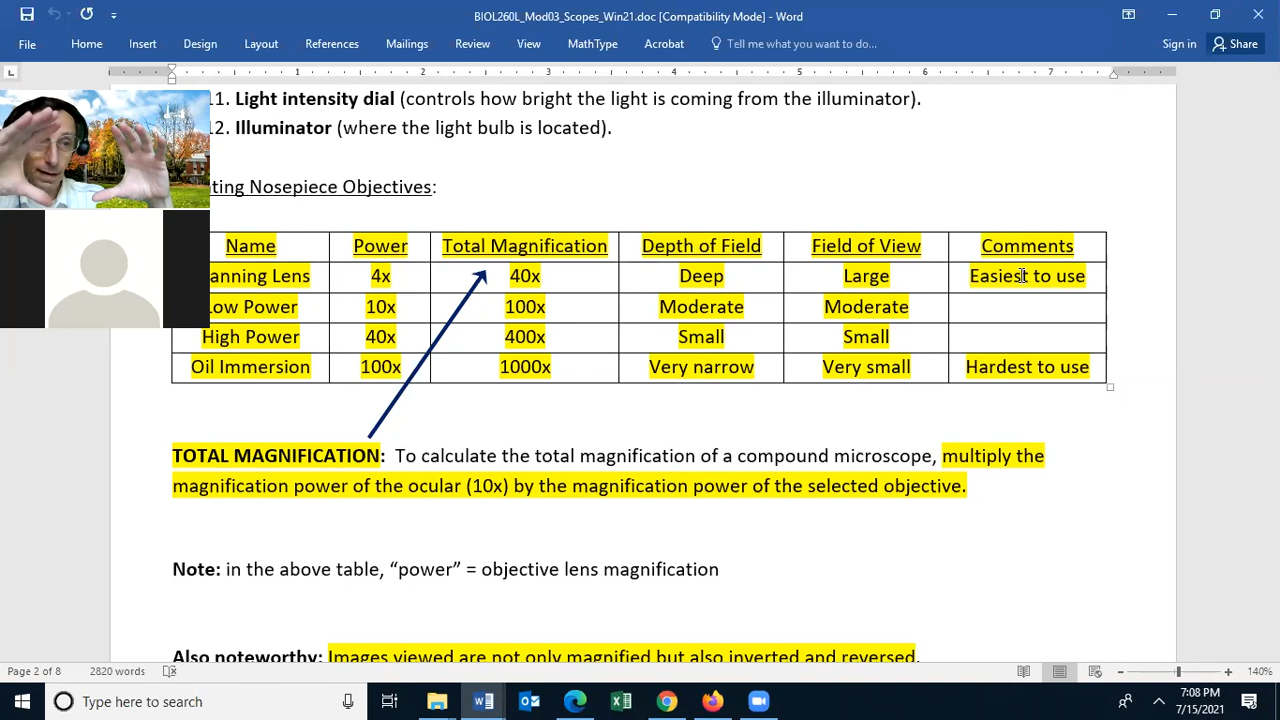 BIOL260L_Mod03_Scopes_Win21.doc [Compatibility Mode] - Word
File Home Insert Design Layout References Mailings Review View MathType Acrobat Tell me what you want to do... Sign in Share
1 2 3 4 5 6 7
11. Light intensity dial (controls how bright the light is coming from the illuminator).
12. Illuminator (where the light bulb is located).
Nosepiece Objectives:
Name Power Total Magnification Depth of Field Field of View Comments
Lens 4x 40x Deep Large Easiest to use
Low Power 10x 100x Moderate Moderate
High Power 40x 400x Small Small
Oil Immersion 100x 1000x Very narrow Very small Hardest to use
TOTAL MAGNIFICATION: To calculate the total magnification of a compound microscope, multiply the
magnification power of the ocular (10x) by the magnification power of the selected objective.
Note: in the above table, “power” = objective lens magnification
Also noteworthy: Images viewed are not only magnified but also inverted and reversed.
Page 2 of 8 2820 words 140%
Type here to search
7:08 PM
7/15/2021